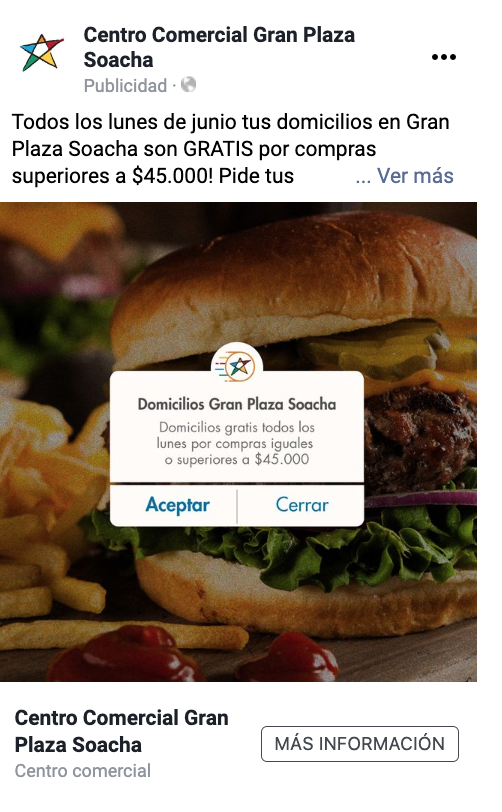 Centro Comercial Gran Plaza
Soacha
Publicidad ·
Todos los lunes de junio tus domicilios en Gran
Plaza Soacha son GRATIS por compras
superiores a $45.000! Pide tus ... Ver más
Domicilios Gran Plaza Soacha
Domicilios gratis todos los
lunes por compras iguales
o superiores a $45.000
Aceptar Cerrar
Centro Comercial Gran
Plaza Soacha
Centro comercial
MÁS INFORMACIÓN